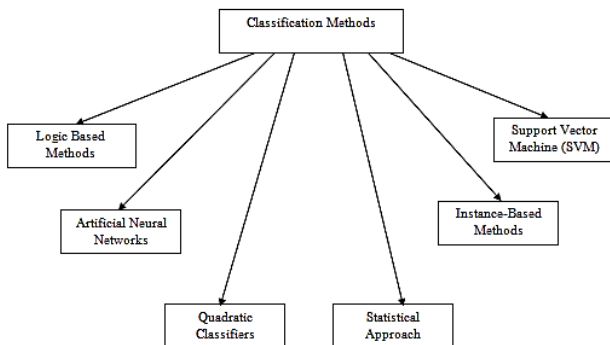 Classification Methods
Logic Based
Methods
Support Vector
Machine (SVM)
Artificial Neural
Networks
Instance-Based
Methods
Quadratic
Classifiers
Statistical
Approach